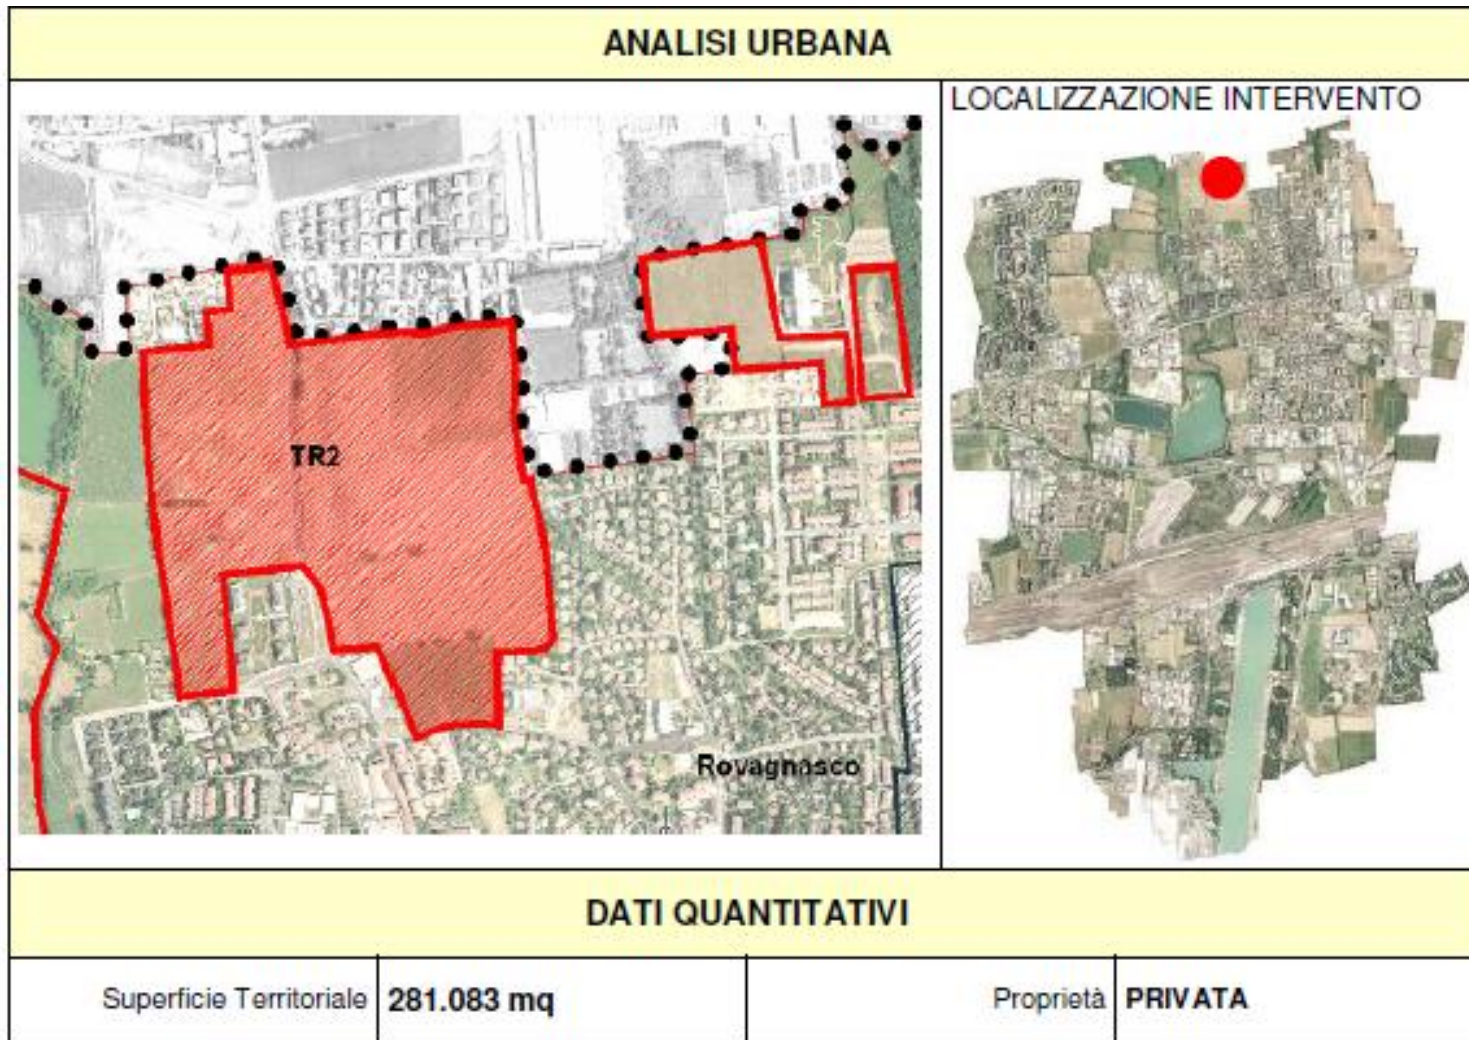 ANALISI URBANA
LOCALIZZAZIONE INTERVENTO
TR2
Rovagnasco
DATI QUANTITATIVI
Superficie Territoriale 281.083 mq Proprietà PRIVATA